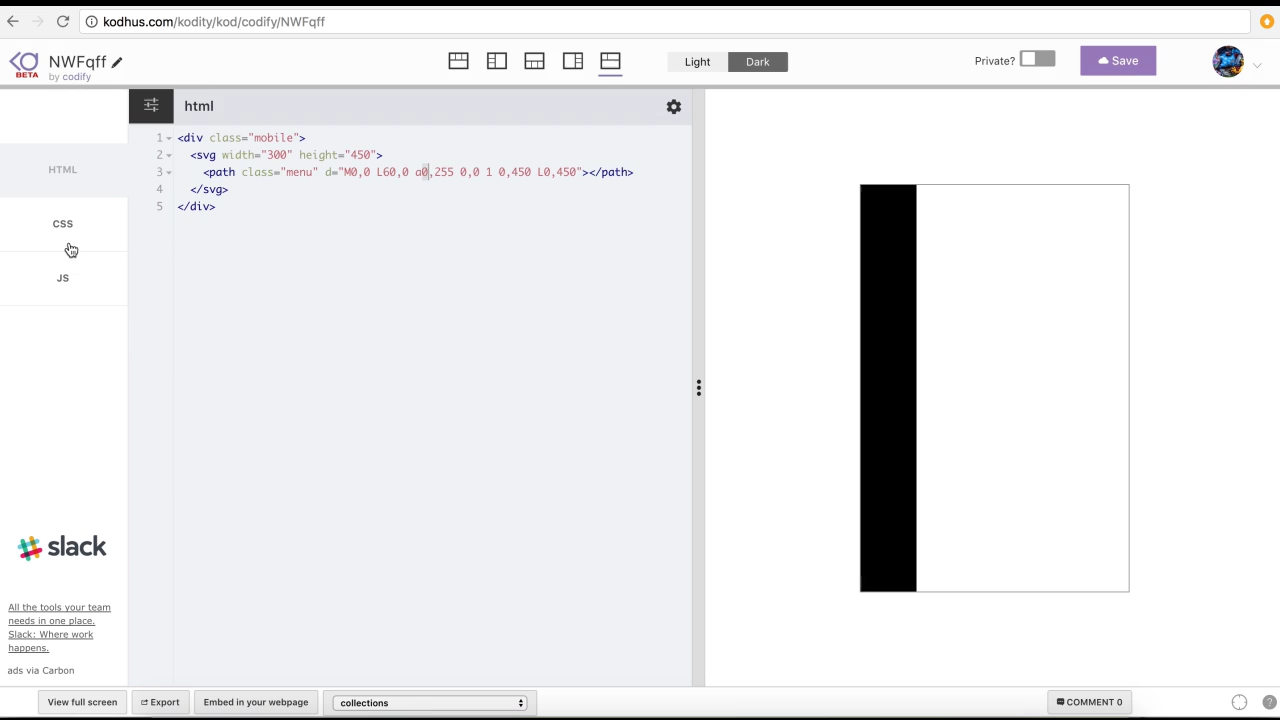 kodhus.com/kodity/kod/codify/NWFqff
NWFqff
BETA
by codify
Light
Dark
Private?
Save
html
HTML
CSS
JS
1 <div class="mobile">
2 <svg width="300" height="450">
3 <path class="menu" d="M0,0 L60,0 a0,255 0,0 1 0,450 L0,450"></path>
4 </svg>
5 </div>
slack
All the tools your team
needs in one place.
Slack: Where work
happens.
ads via Carbon
View full screen
Export
Embed in your webpage
collections
COMMENT 0
?